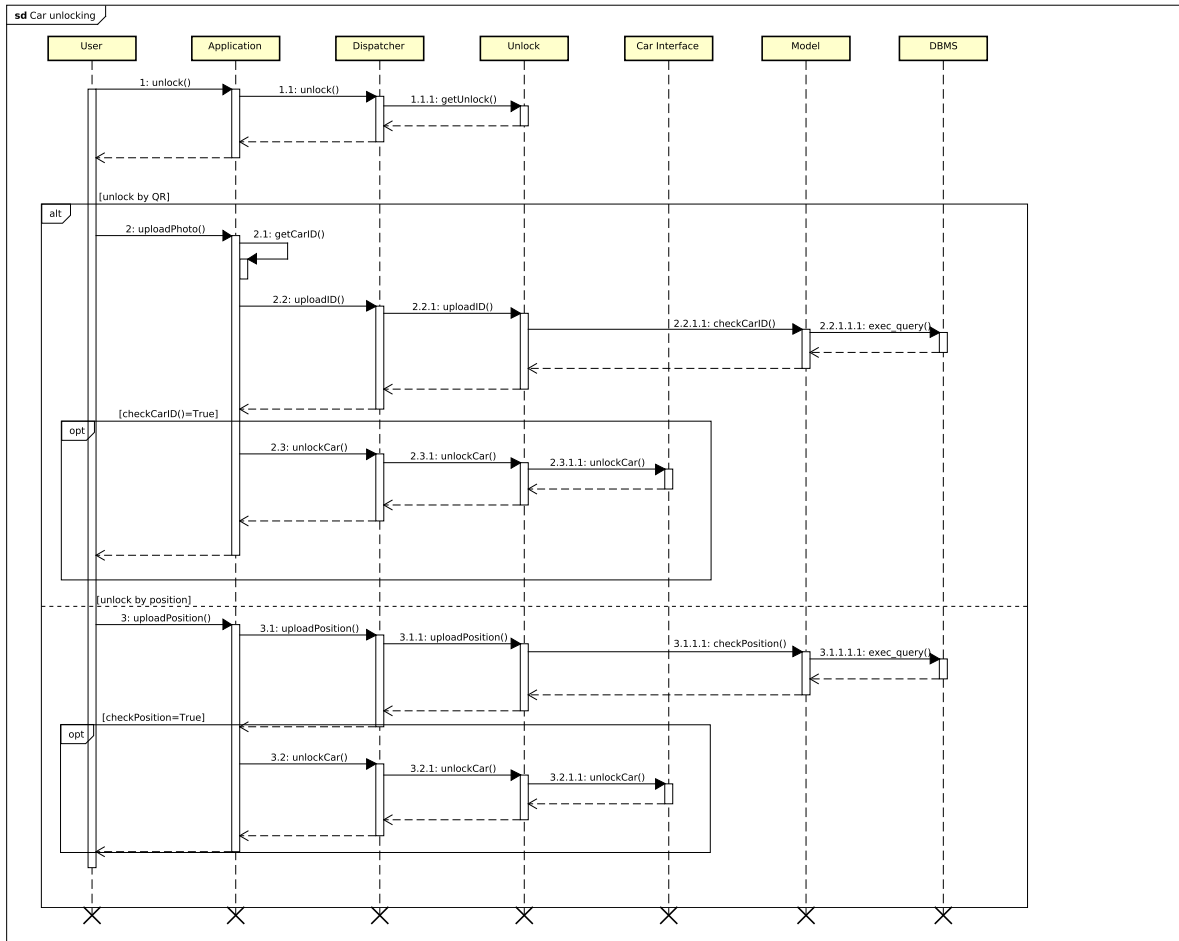 sd Car unlocking
User
Application
Dispatcher
Unlock
Car Interface
Model
DBMS
1: unlock()
1.1: unlock()
1.1.1: getUnlock()
[unlock by QR]
alt
2: uploadPhoto()
2.1: getCarID()
2.2: uploadID()
2.2.1: uploadID()
2.2.1.1: checkCarID()
2.2.1.1.1: exec_query()
[checkCarID()=True]
opt
2.3: unlockCar()
2.3.1: unlockCar()
2.3.1.1: unlockCar()
[unlock by position]
3: uploadPosition()
3.1: uploadPosition()
3.1.1: uploadPosition()
3.1.1.1: checkPosition()
3.1.1.1.1: exec_query()
[checkPosition=True]
opt
3.2: unlockCar()
3.2.1: unlockCar()
3.2.1.1: unlockCar()